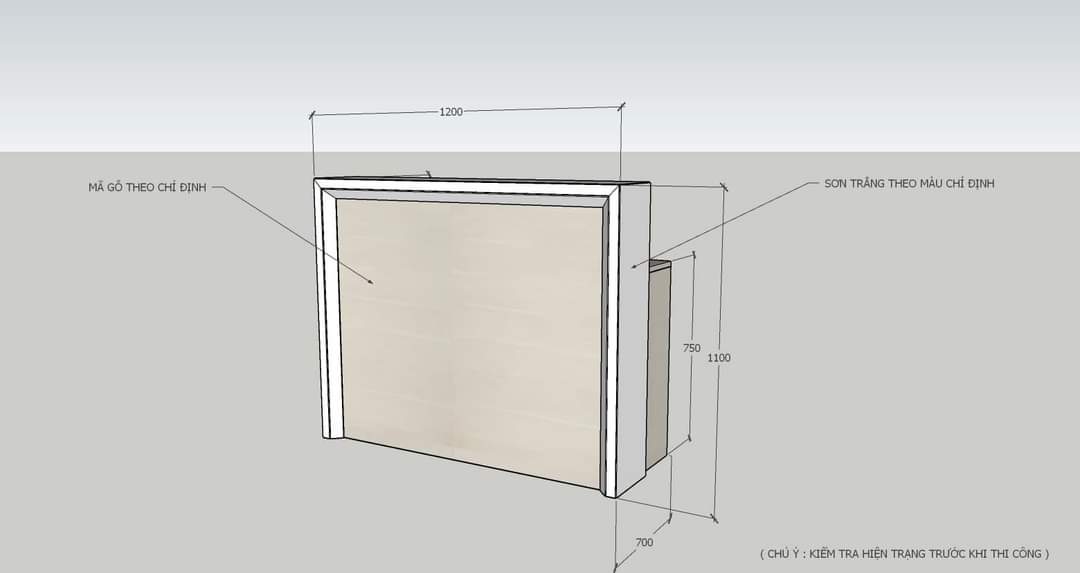 1200
MÃ GỖ THEO CHỈ ĐỊNH
SƠN TRẮNG THEO MÀU CHỈ ĐỊNH
750
1100
700
( CHÚ Ý : KIỂM TRA HIỆN TRẠNG TRƯỚC KHI THI CÔNG )